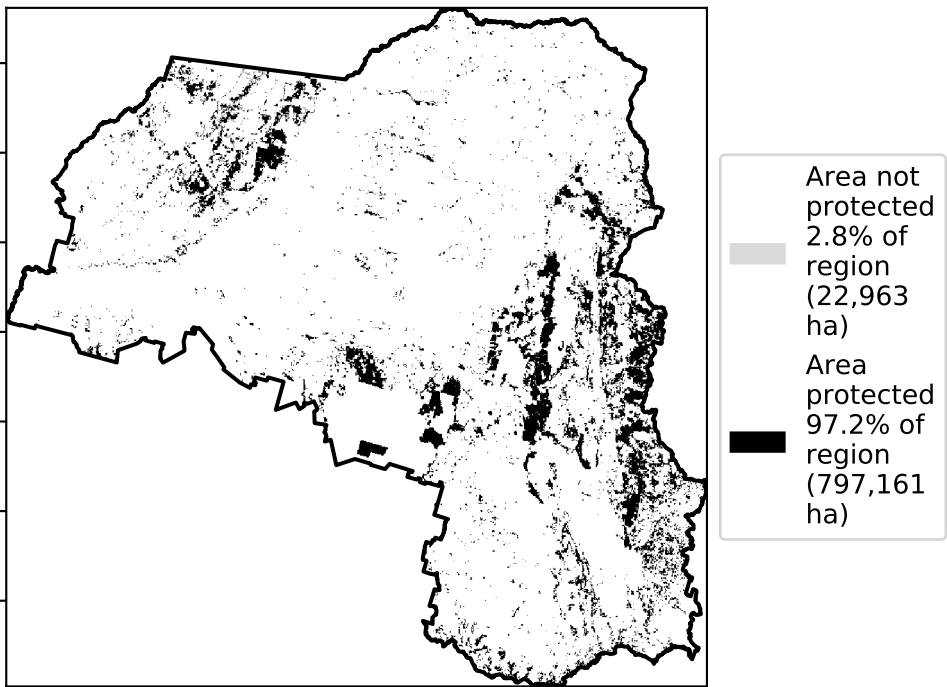 Area not
protected
2.8% of
region
(22,963
ha)
Area
protected
97.2% of
region
(797,161
ha)